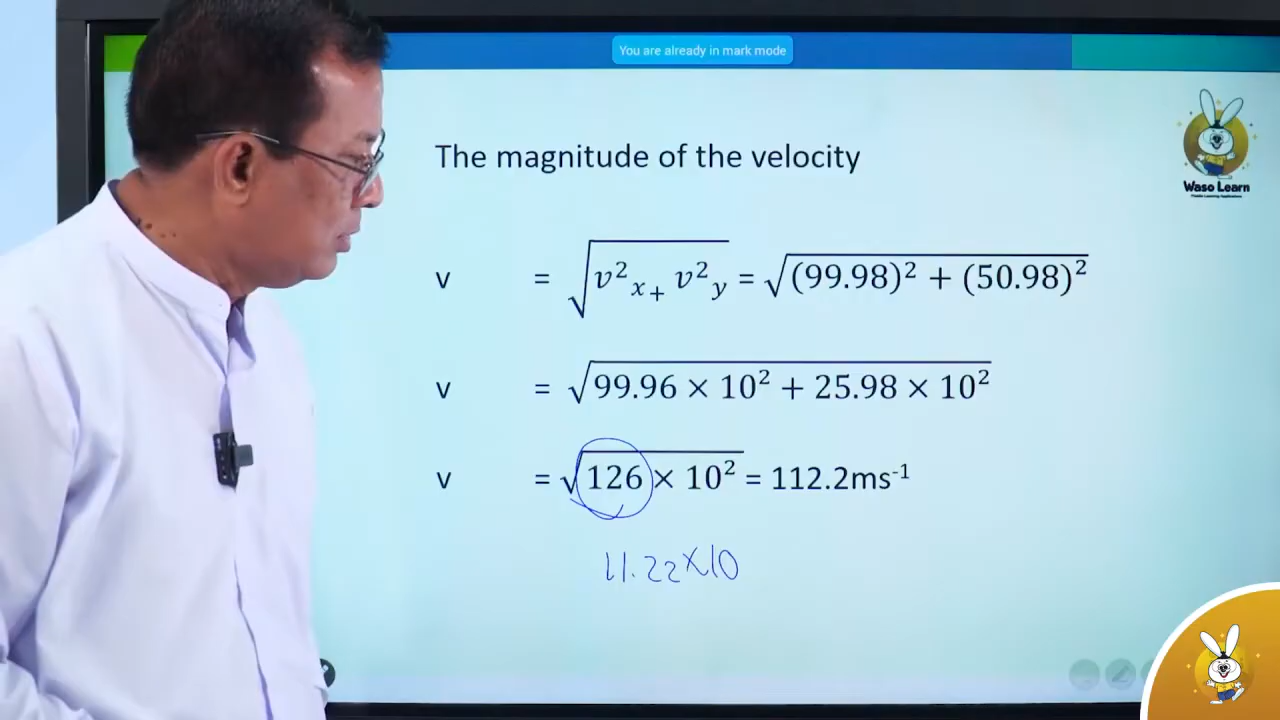 You are already in mark mode
The magnitude of the velocity
Waso Learn
v = √(v²ₓ₊ v²y) = √((99.98)² + (50.98)²)
v = √(99.96 × 10² + 25.98 × 10²)
v = √(126 × 10²) = 112.2ms⁻¹
11.22×10